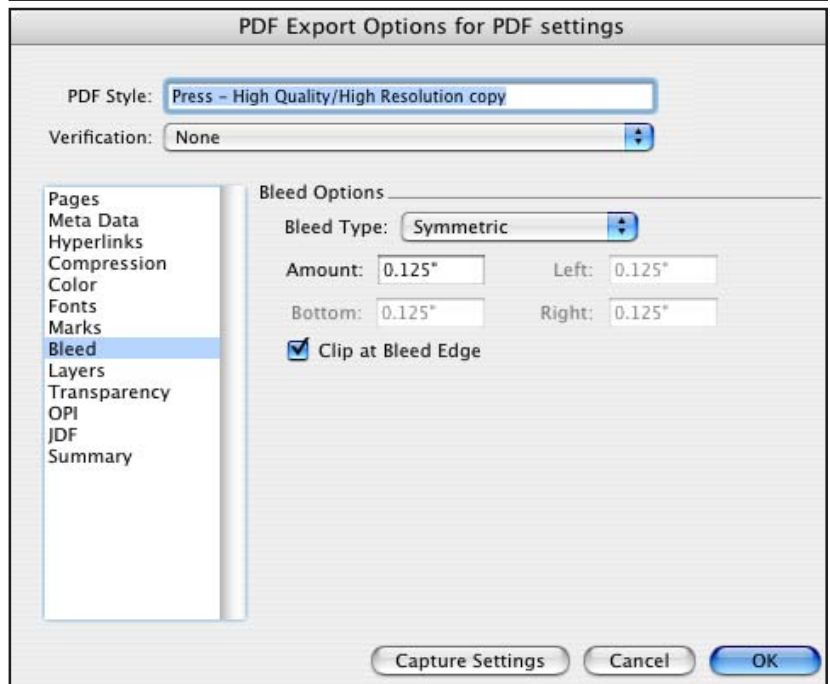 PDF Export Options for PDF settings
PDF Style: Press – High Quality/High Resolution copy
Verification: None
Pages
Meta Data
Hyperlinks
Compression
Color
Fonts
Marks
Bleed
Layers
Transparency
OPI
JDF
Summary
Bleed Options
Bleed Type: Symmetric
Amount: 0.125" Left: 0.125"
Bottom: 0.125" Right: 0.125"
Clip at Bleed Edge
Capture Settings Cancel OK